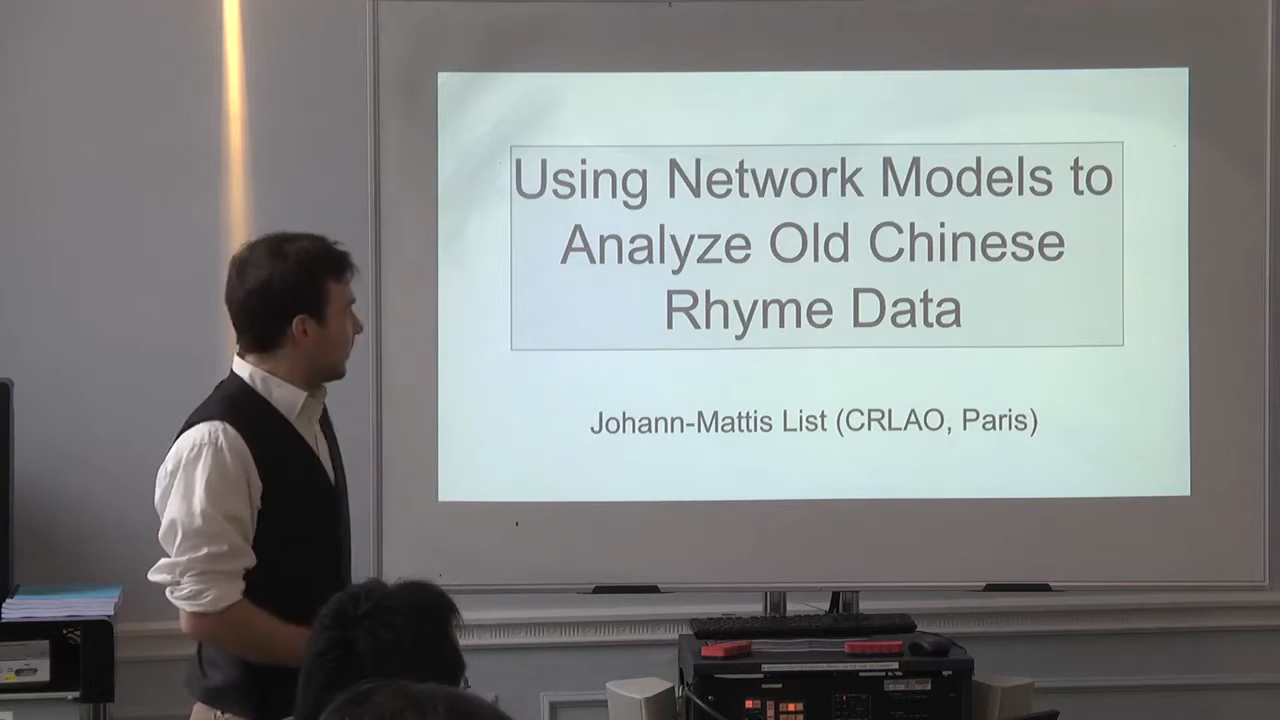 Using Network Models to
Analyze Old Chinese
Rhyme Data
Johann-Mattis List (CRLAO, Paris)